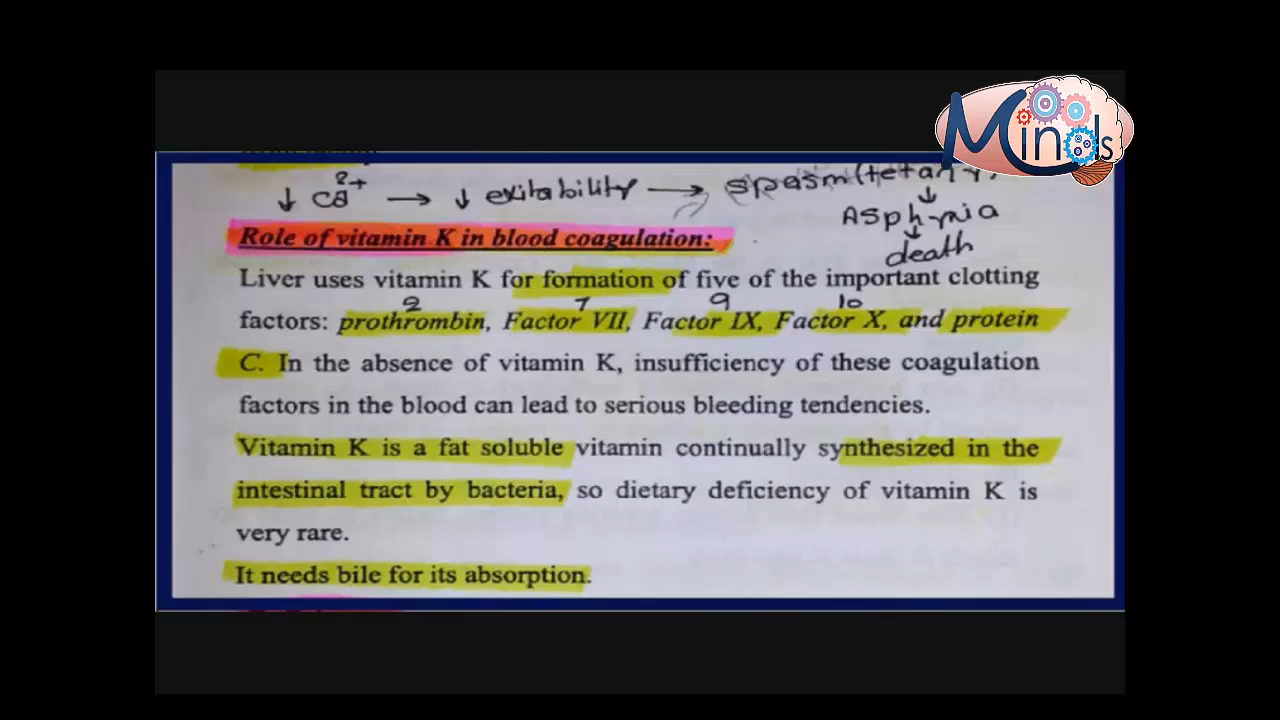 Minds
↓ Ca²⁺ → ↓ exitability → spasm (tetany)
↓
Asphyxia
↓
death
Role of vitamin K in blood coagulation:
Liver uses vitamin K for formation of five of the important clotting
2 7 9 10
factors: prothrombin, Factor VII, Factor IX, Factor X, and protein
C. In the absence of vitamin K, insufficiency of these coagulation
factors in the blood can lead to serious bleeding tendencies.
Vitamin K is a fat soluble vitamin continually synthesized in the
intestinal tract by bacteria, so dietary deficiency of vitamin K is
very rare.
It needs bile for its absorption.